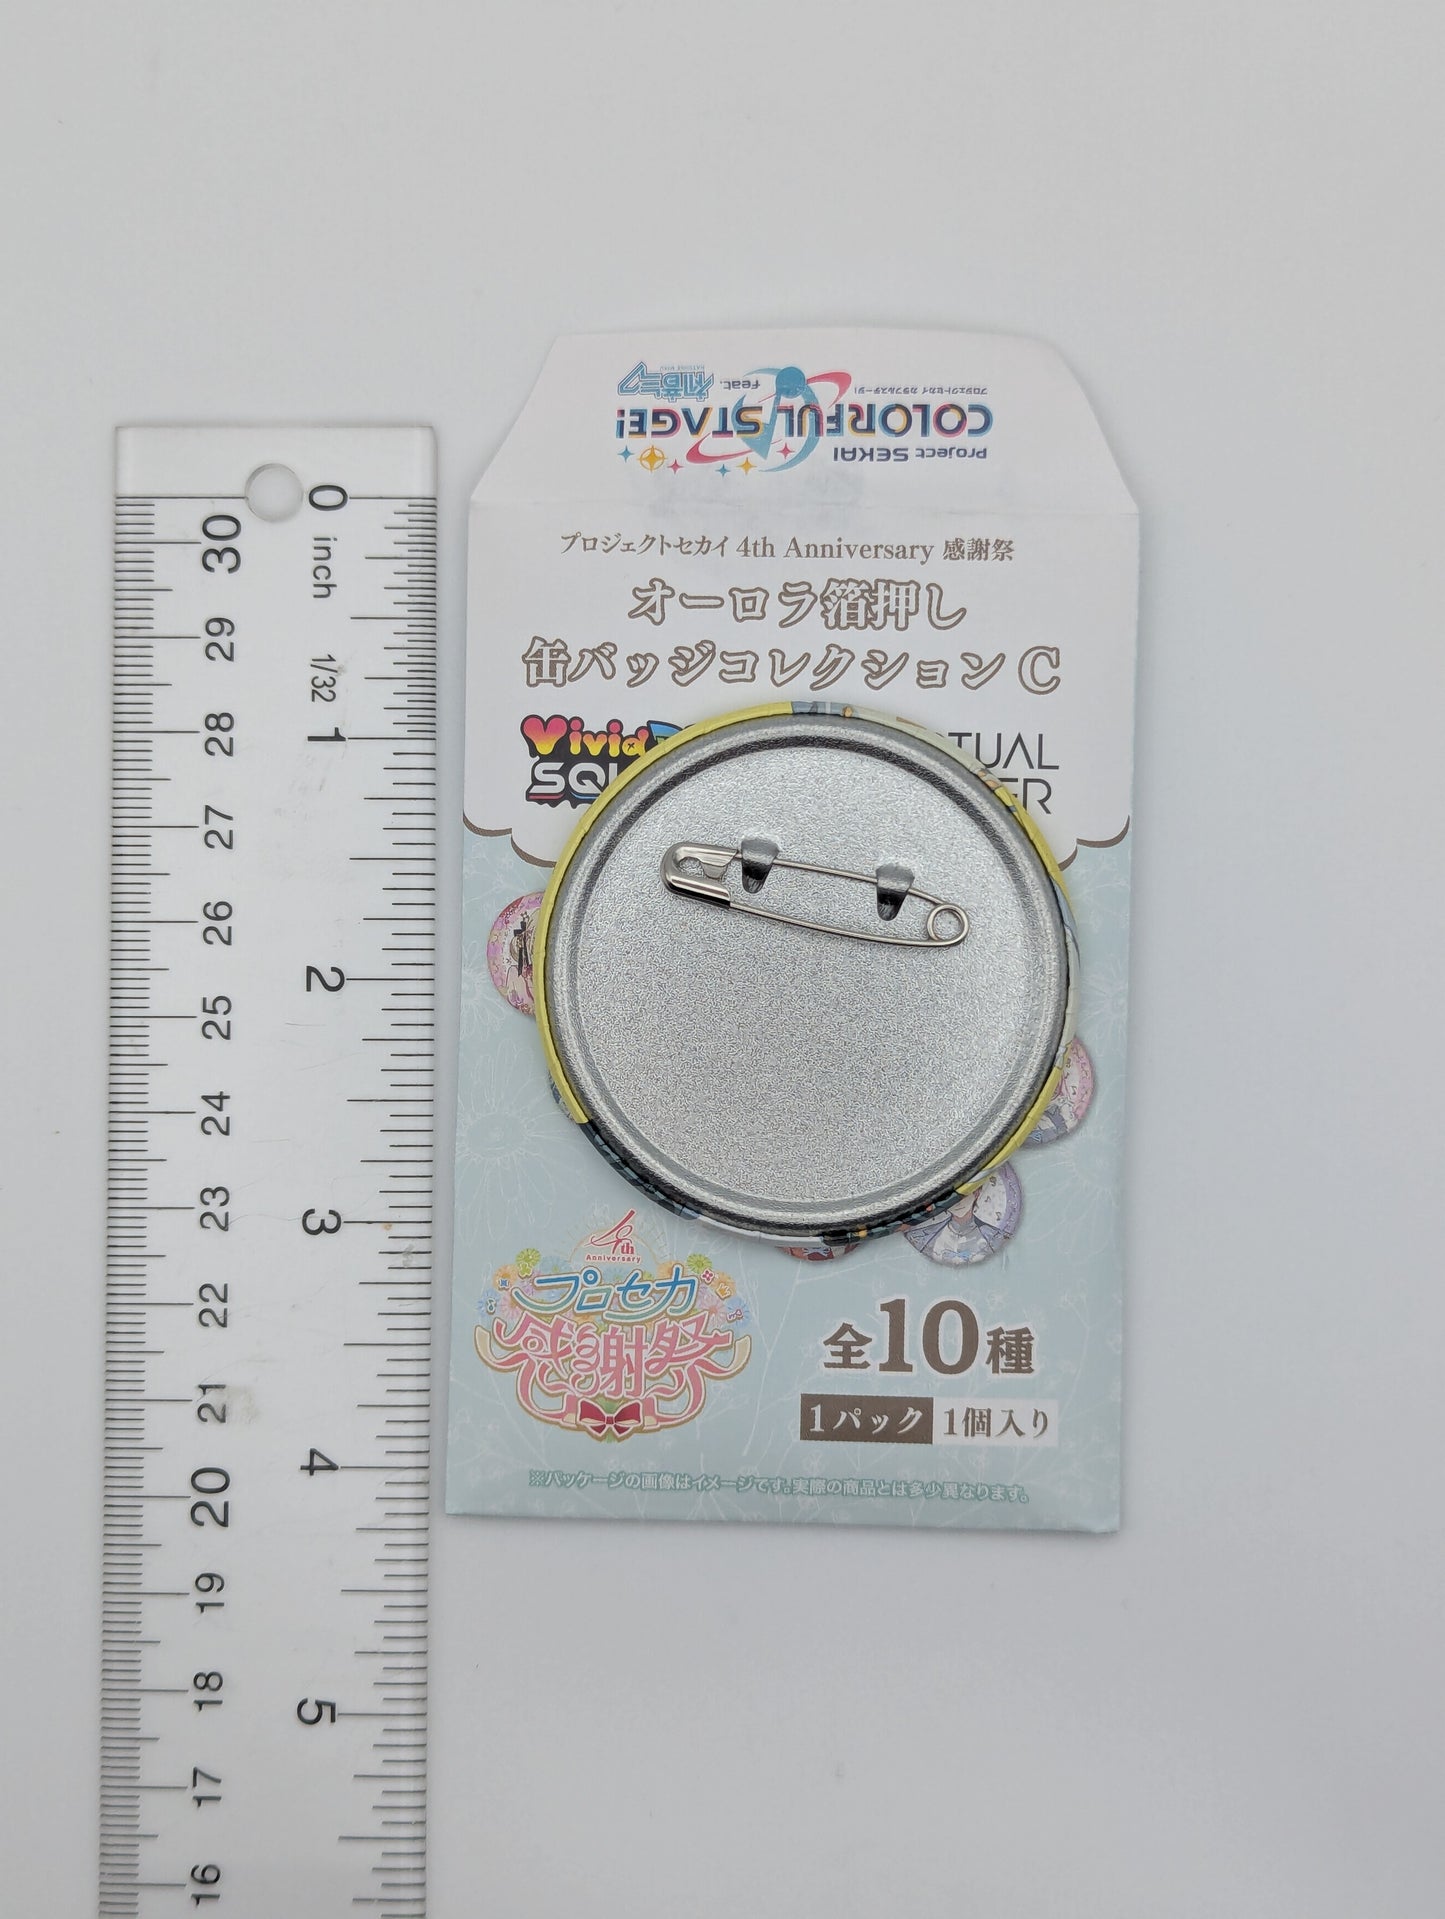 Project SEKAI
COLORFUL STAGE!
プロジェクトセカイ カラフルステージ!
feat.
初音ミク
HATSUNE MIKU
プロジェクトセカイ 4th Anniversary 感謝祭
オーロラ箔押し
缶バッジコレクション C
Vivid
SQ
TUAL
ER
4th
Anniversary
プロセカ
感謝祭
全10種
1パック 1個入り
※パッケージの画像はイメージです。実際の商品とは多少異なります。
0 inch 1/32 1 2 3 4 5
30 29 28 27 26 25 24 23 22 21 20 19 18 17 16